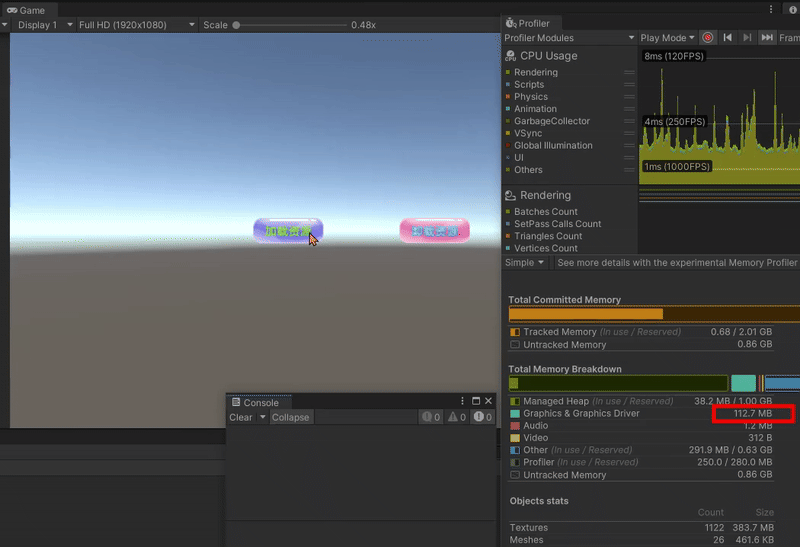 Game
Display 1 Full HD (1920x1080) Scale 0.48x
加载资源
卸载资源
Console
Clear Collapse 0 0 0
Profiler
Profiler Modules Play Mode Fram
CPU Usage
Rendering
Scripts
Physics
Animation
GarbageCollector
VSync
Global Illumination
UI
Others
8ms (120FPS)
4ms (250FPS)
1ms (1000FPS)
Rendering
Batches Count
SetPass Calls Count
Triangles Count
Vertices Count
Simple See more details with the experimental Memory Profiler
Total Committed Memory
Tracked Memory (In use / Reserved) 0.68 / 2.01 GB
Untracked Memory 0.86 GB
Total Memory Breakdown
Managed Heap (In use / Reserved) 38.2 MB / 1.00 GB
Graphics & Graphics Driver 112.7 MB
Audio 1.2 MB
Video 312 B
Other (In use / Reserved) 291.9 MB / 0.63 GB
Profiler (In use / Reserved) 250.0 / 280.0 MB
Untracked Memory 0.86 GB
Objects stats
Count Size
Textures 1122 383.7 MB
Meshes 26 461.6 KB